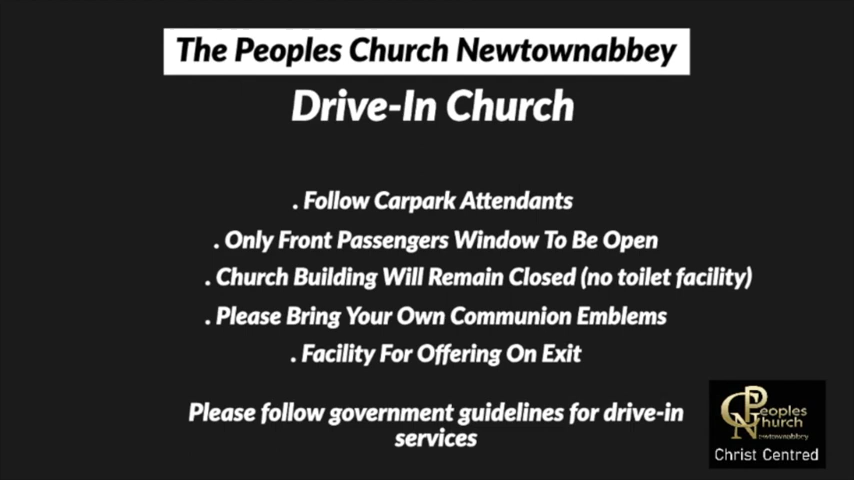 The Peoples Church Newtownabbey
Drive-In Church
. Follow Carpark Attendants
. Only Front Passengers Window To Be Open
. Church Building Will Remain Closed (no toilet facility)
. Please Bring Your Own Communion Emblems
. Facility For Offering On Exit
Please follow government guidelines for drive-in
services
Peoples
Church
Newtownabbey
Christ Centred